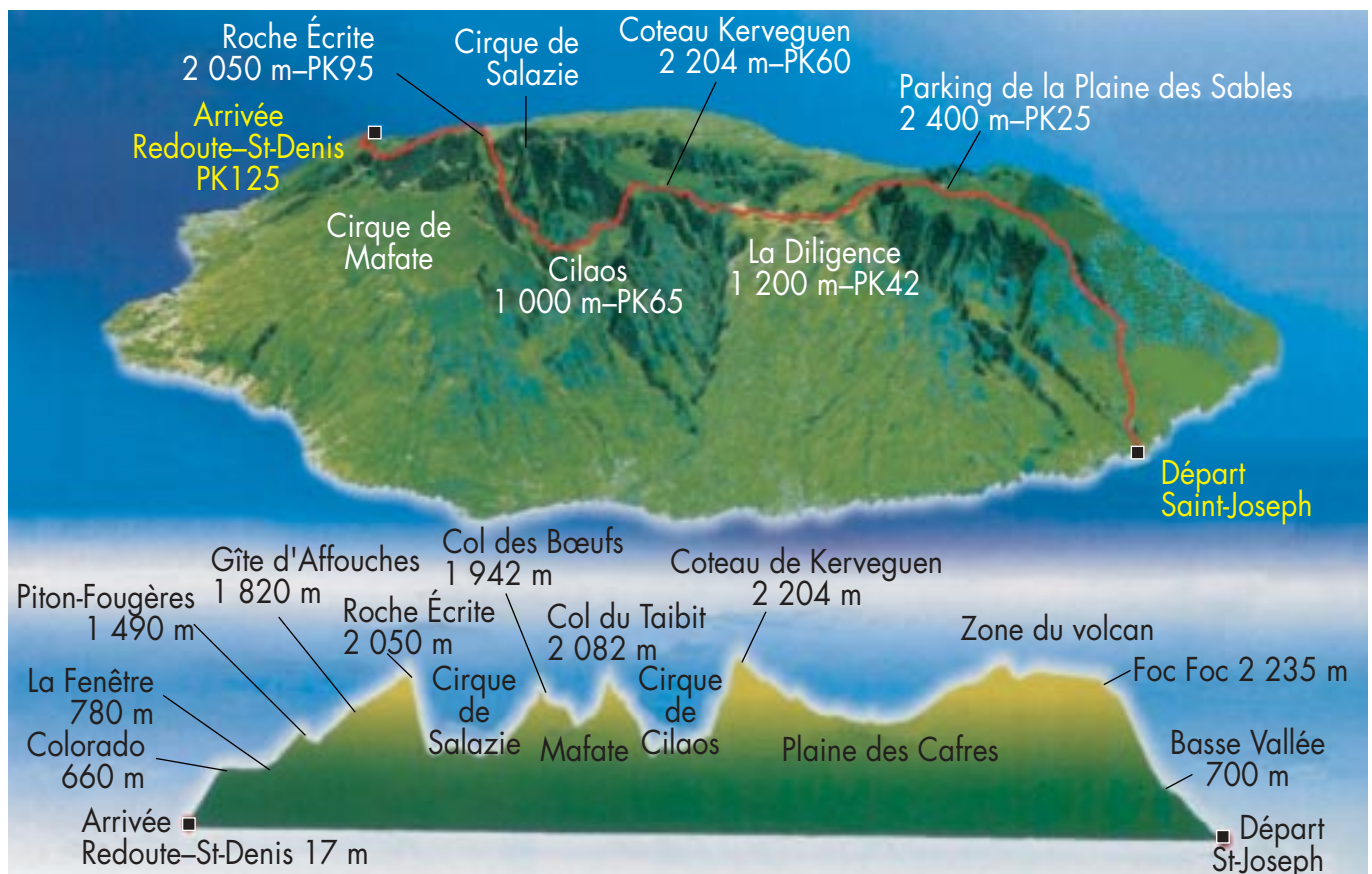 Roche Écrite
2 050 m–PK95
Cirque de
Salazie
Coteau Kerveguen
2 204 m–PK60
Parking de la Plaine des Sables
2 400 m–PK25
Arrivée
Redoute–St-Denis
PK125
Cirque de
Mafate
Cilaos
1 000 m–PK65
La Diligence
1 200 m–PK42
Départ
Saint-Joseph
Piton-Fougères
1 490 m
Gîte d'Affouches
1 820 m
Roche Écrite
2 050 m
Col des Bœufs
1 942 m
Col du Taibit
2 082 m
Coteau de Kerveguen
2 204 m
Zone du volcan
Foc Foc 2 235 m
La Fenêtre
780 m
Colorado
660 m
Cirque
de
Salazie
Mafate
Cirque
de
Cilaos
Plaine des Cafres
Basse Vallée
700 m
Arrivée
Redoute–St-Denis 17 m
Départ
St-Joseph